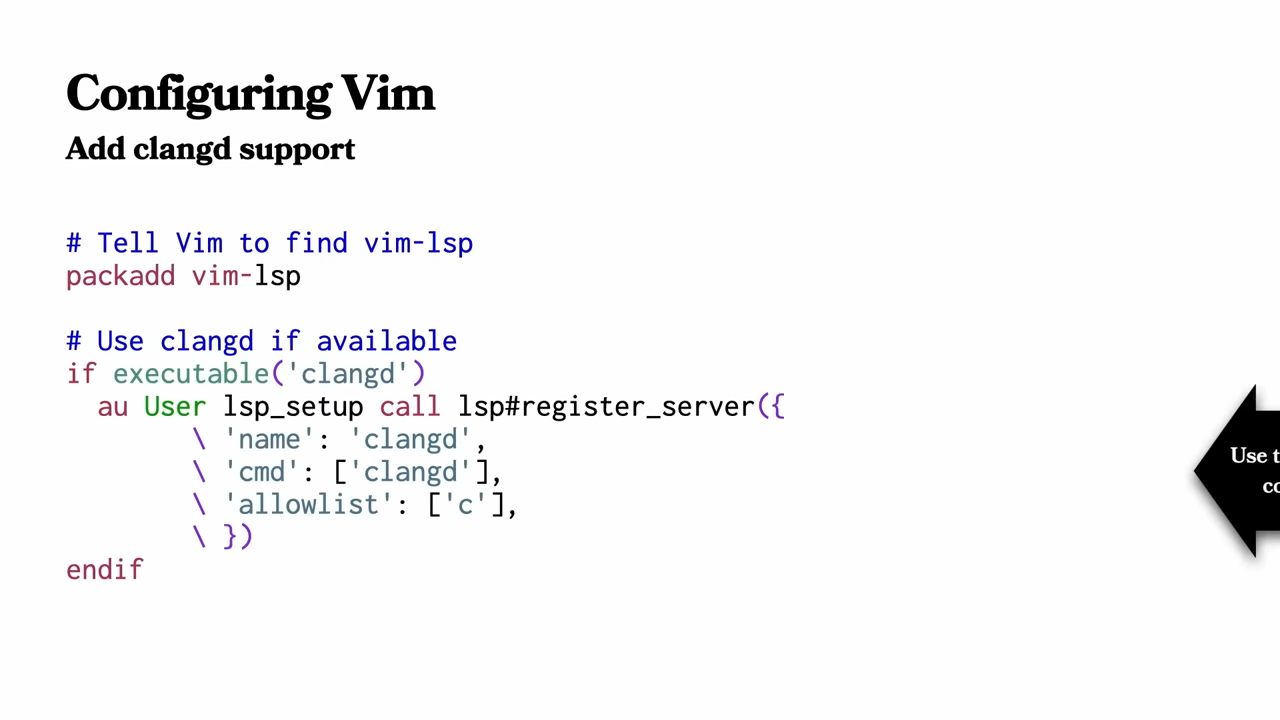 Configuring Vim
Add clangd support
# Tell Vim to find vim-lsp
packadd vim-lsp
# Use clangd if available
if executable('clangd')
  au User lsp_setup call lsp#register_server({
        \ 'name': 'clangd',
        \ 'cmd': ['clangd'],
        \ 'allowlist': ['c'],
        \ })
endif
Use